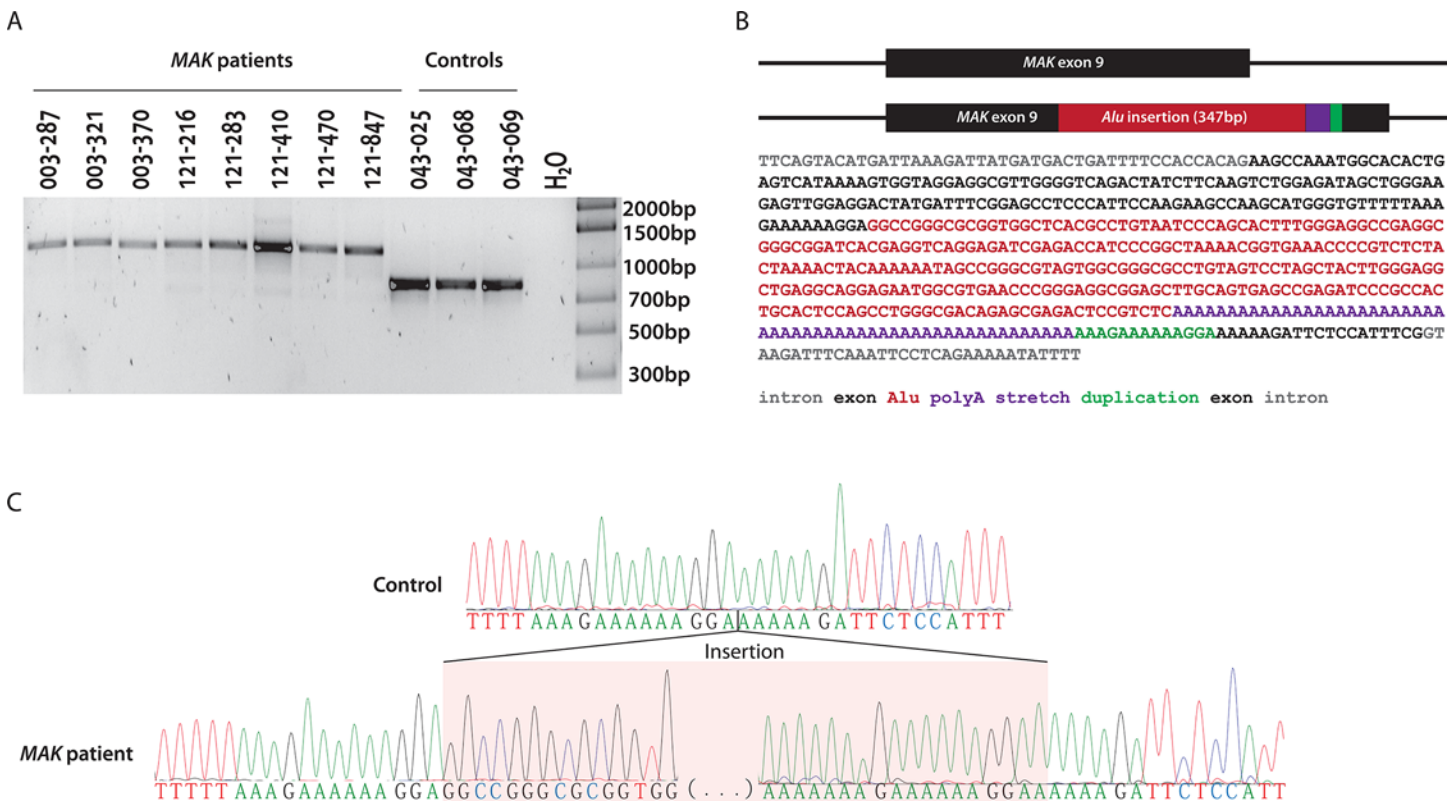 A
MAK patients
Controls
003-287
003-321
003-370
121-216
121-283
121-410
121-470
121-847
043-025
043-068
043-069
H₂O
2000bp
1500bp
1000bp
700bp
500bp
300bp
B
MAK exon 9
MAK exon 9
Alu insertion (347bp)
TTCAGTACATGATTAAAGATTATGATGACTGATTTTCCACCACAGAAGCCAAATGGCACACTG
AGTCATAAAAGTGGTAGGAGGCGTTGGGGTCAGACTATCTTCAAGTCTGGAGATAGCTGGGAA
GAGTTGGAGGACTATGATTTCGGAGCCTCCCATTCCAAGAAGCCAAGCATGGGTGTTTTTAAA
GAAAAAAGGAGGCCGGGCGCGGTGGCTCACGCCTGTAATCCCAGCACTTTGGGAGGCCGAGGC
GGGCGGATCACGAGGTCAGGAGATCGAGACCATCCCGGCTAAAACGGTGAAACCCCGTCTCTA
CTAAAACTACAAAAAATAGCCGGGCGTAGTGGCGGGCGCCTGTAGTCCTAGCTACTTGGGAGG
CTGAGGCAGGAGAATGGCGTGAACCCGGGAGGCGGAGCTTGCAGTGAGCCGAGATCCCGCCAC
TGCACTCCAGCCTGGGCGACAGAGCGAGACTCCGTCTCAAAAAAAAAAAAAAAAAAAAAAAAA
AAAAAAAAAAAAAAAAAAAAAAAAAAAAAAAGAAAAAAGGAAAAAAGATTCTCCATTTCGGT
AAGATTTCAAATTCCTCAGAAAAATATTTT
intron exon Alu polyA stretch duplication exon intron
C
Control
TTTTAAAGAAAAAAGGAAAAAAGATTCTCCATTT
Insertion
MAK patient
TTTTTAAAGAAAAAAGGAGGCCGGGCGCGGTGG(...)AAAAAAAGAAAAAAGGAAAAAAGATTCTCCATT